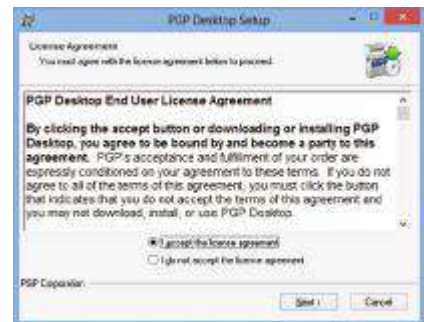 PGP Desktop Setup
License Agreement
You must agree with the license agreement below to proceed.
PGP Desktop End User License Agreement
By clicking the accept button or downloading or installing PGP
Desktop, you agree to be bound by and become a party to this
agreement. PGP's acceptance and fulfillment of your order are
expressly conditioned on your agreement to these terms. If you do not
agree to all of the terms of this agreement, you must click the button
that indicates that you do not accept the terms of this agreement and
you may not download, install, or use PGP Desktop.
I accept the license agreement
I do not accept the license agreement
PGP Corporation
Next >
Cancel